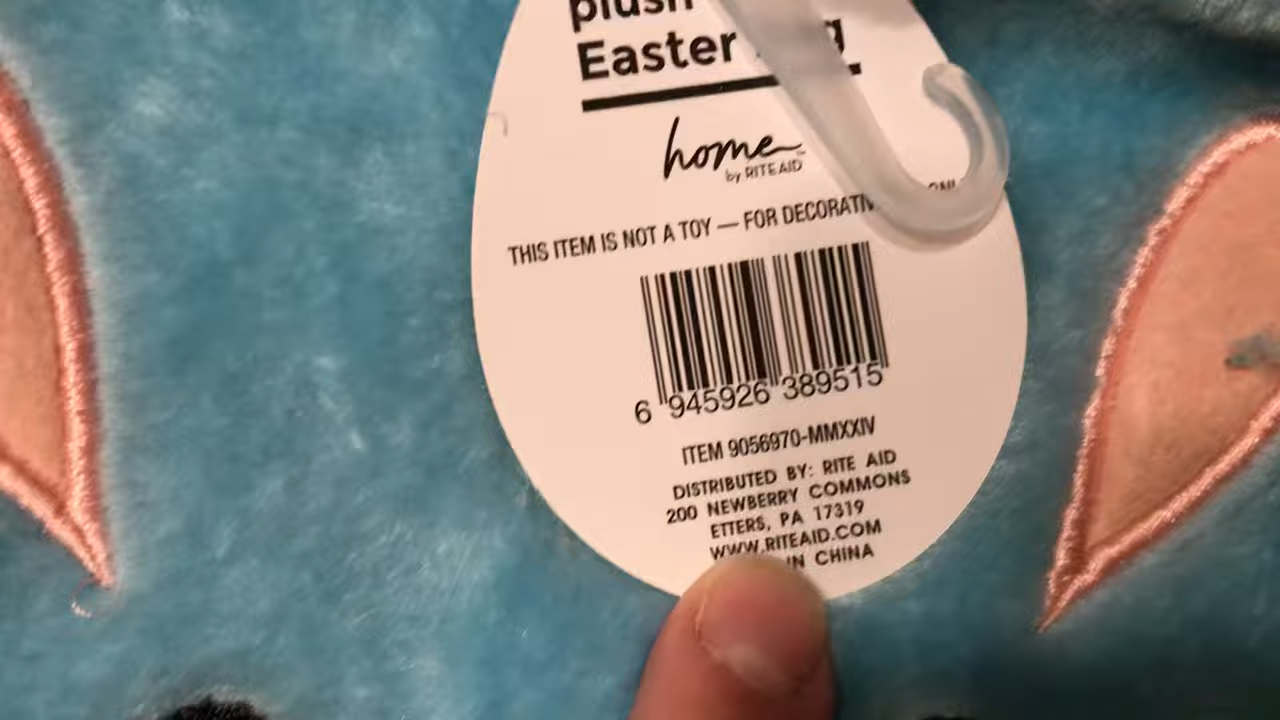 plush
Easter
home
by RITE AID
THIS ITEM IS NOT A TOY — FOR DECORATIV
6 945926 389515
ITEM 9056970-MMXXIV
DISTRIBUTED BY: RITE AID
200 NEWBERRY COMMONS
ETTERS, PA 17319
WWW.RITEAID.COM
IN CHINA